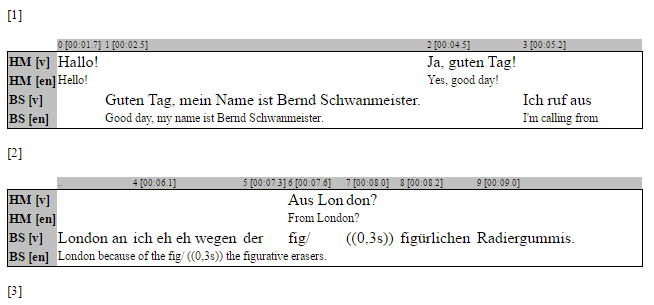 [1]
0 [00:01.7] 1 [00:02.5] 2 [00:04.5] 3 [00:05.2]
HM [v] Hallo! Ja, guten Tag!
HM [en] Hello! Yes, good day!
BS [v] Guten Tag, mein Name ist Bernd Schwanmeister. Ich ruf aus
BS [en] Good day, my name ist Bernd Schwanmeister. I'm calling from
[2]
.. 4 [00:06.1] 5 [00:07.3] 6 [00:07.6] 7 [00:08.0] 8 [00:08.2] 9 [00:09.0]
HM [v] Aus Lon don?
HM [en] From London?
BS [v] London an ich eh eh wegen der fig/ ((0,3s)) figürlichen Radiergummis.
BS [en] London because of the fig/ ((0,3s)) the figurative erasers.
[3]